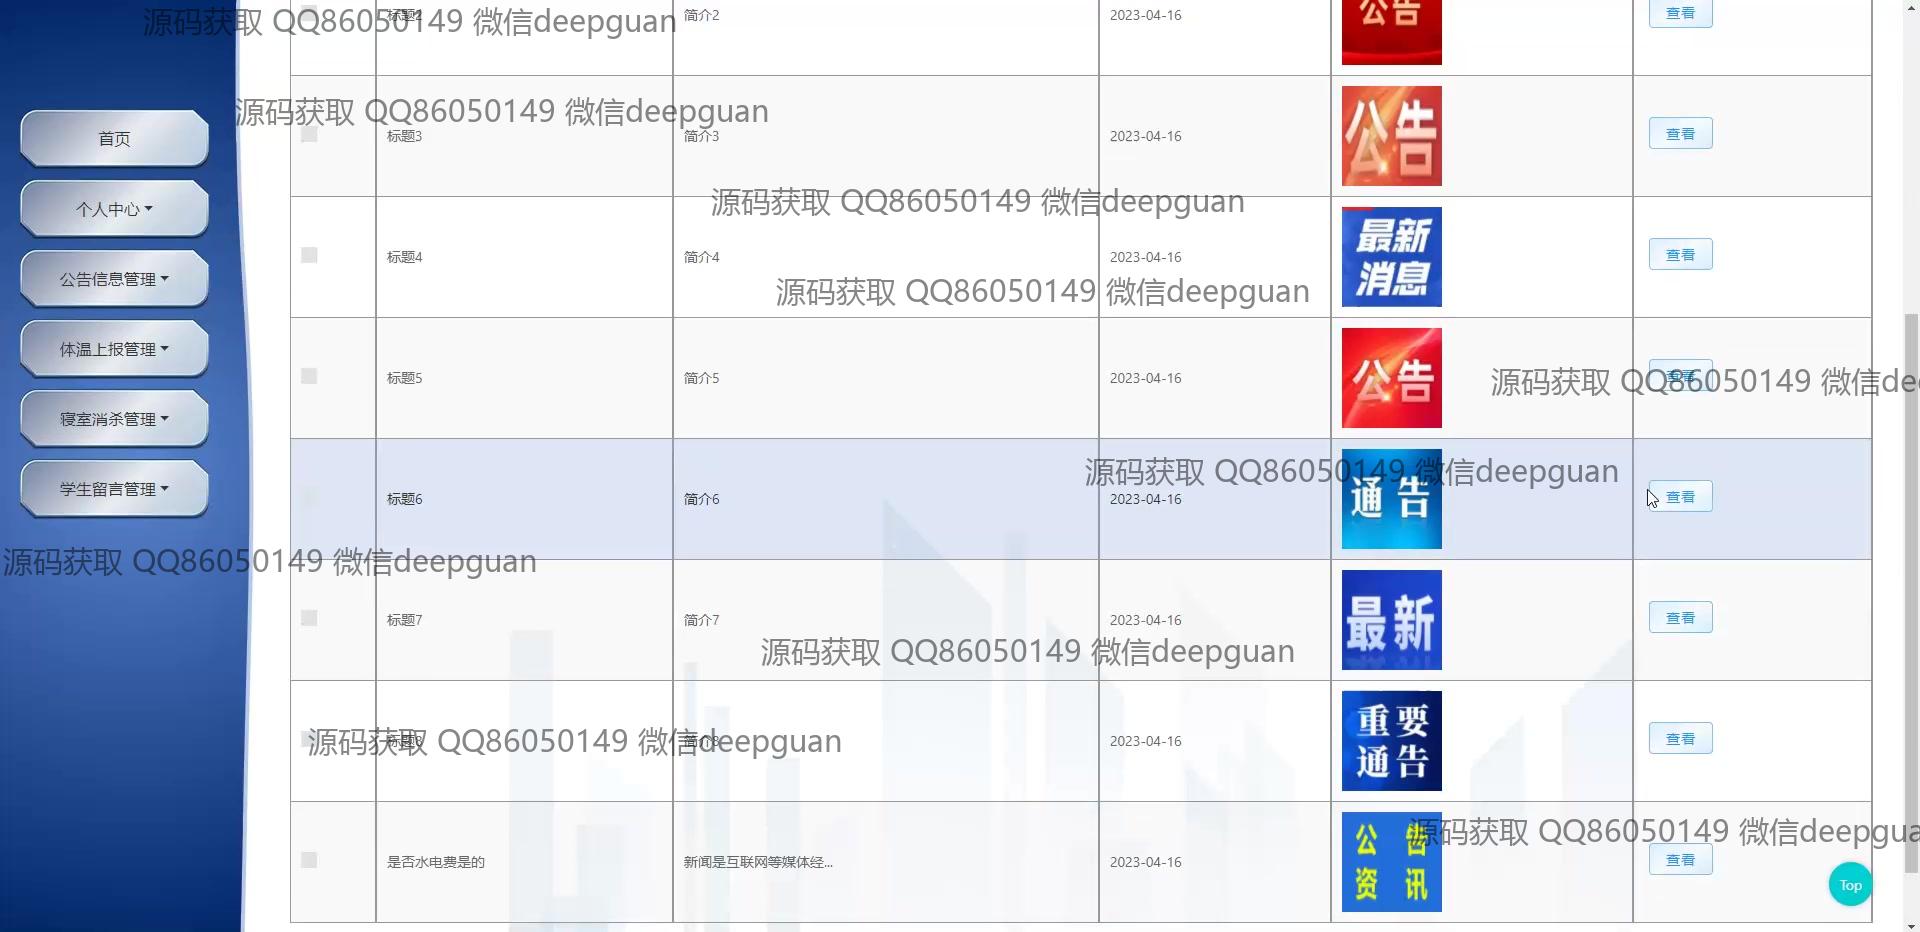 源码获取 QQ86050149 微信deepguan
标题2 简介2 2023-04-16 公告 查看
源码获取 QQ86050149 微信deepguan
首页
标题3 简介3 2023-04-16 公告 查看
源码获取 QQ86050149 微信deepguan
个人中心
标题4 简介4 2023-04-16 最新消息 查看
公告信息管理
源码获取 QQ86050149 微信deepguan
体温上报管理
标题5 简介5 2023-04-16 公告 查看
源码获取 QQ86050149 微信de
寝室消杀管理
源码获取 QQ86050149 微信deepguan
学生留言管理
标题6 简介6 2023-04-16 通告 查看
源码获取 QQ86050149 微信deepguan
标题7 简介7 2023-04-16 最新 查看
源码获取 QQ86050149 微信deepguan
标题8 简介8 2023-04-16 重要通告 查看
源码获取 QQ86050149 微信deepguan
源码获取 QQ86050149 微信deepgua
是否水电费是的 新闻是互联网等媒体经... 2023-04-16 公告资讯 查看
Top